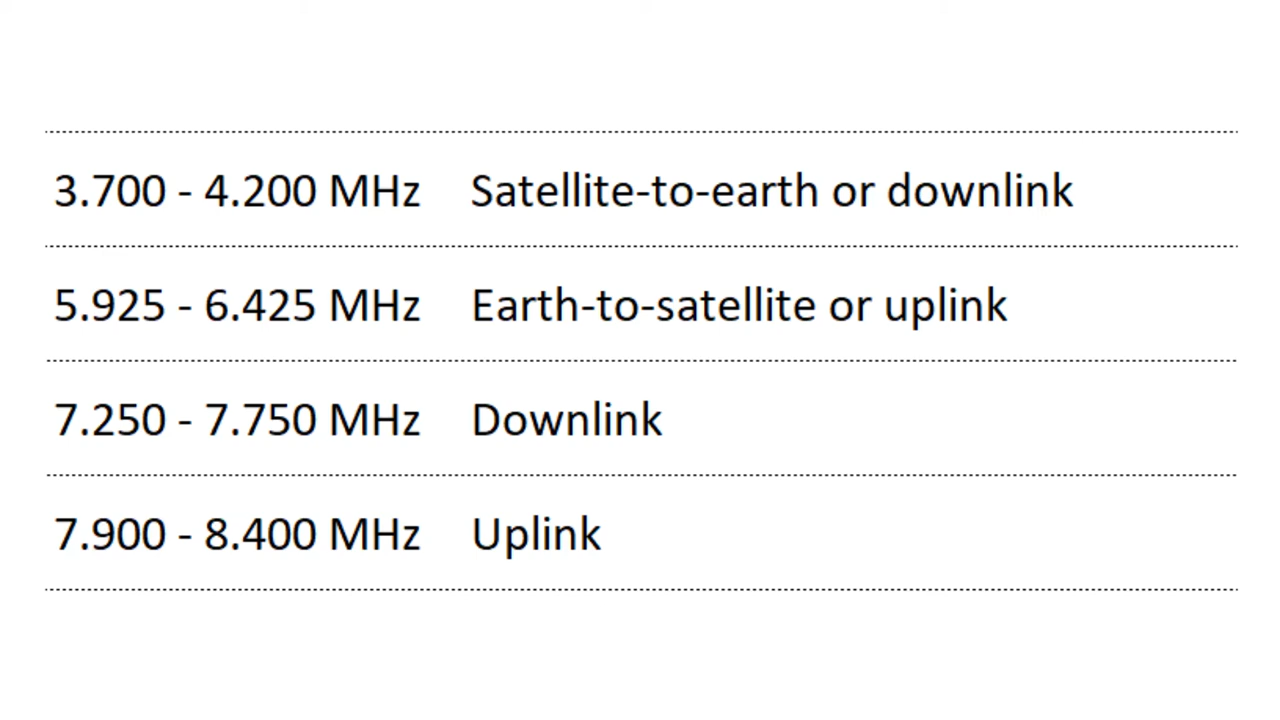 3.700 - 4.200 MHz Satellite-to-earth or downlink
5.925 - 6.425 MHz Earth-to-satellite or uplink
7.250 - 7.750 MHz Downlink
7.900 - 8.400 MHz Uplink